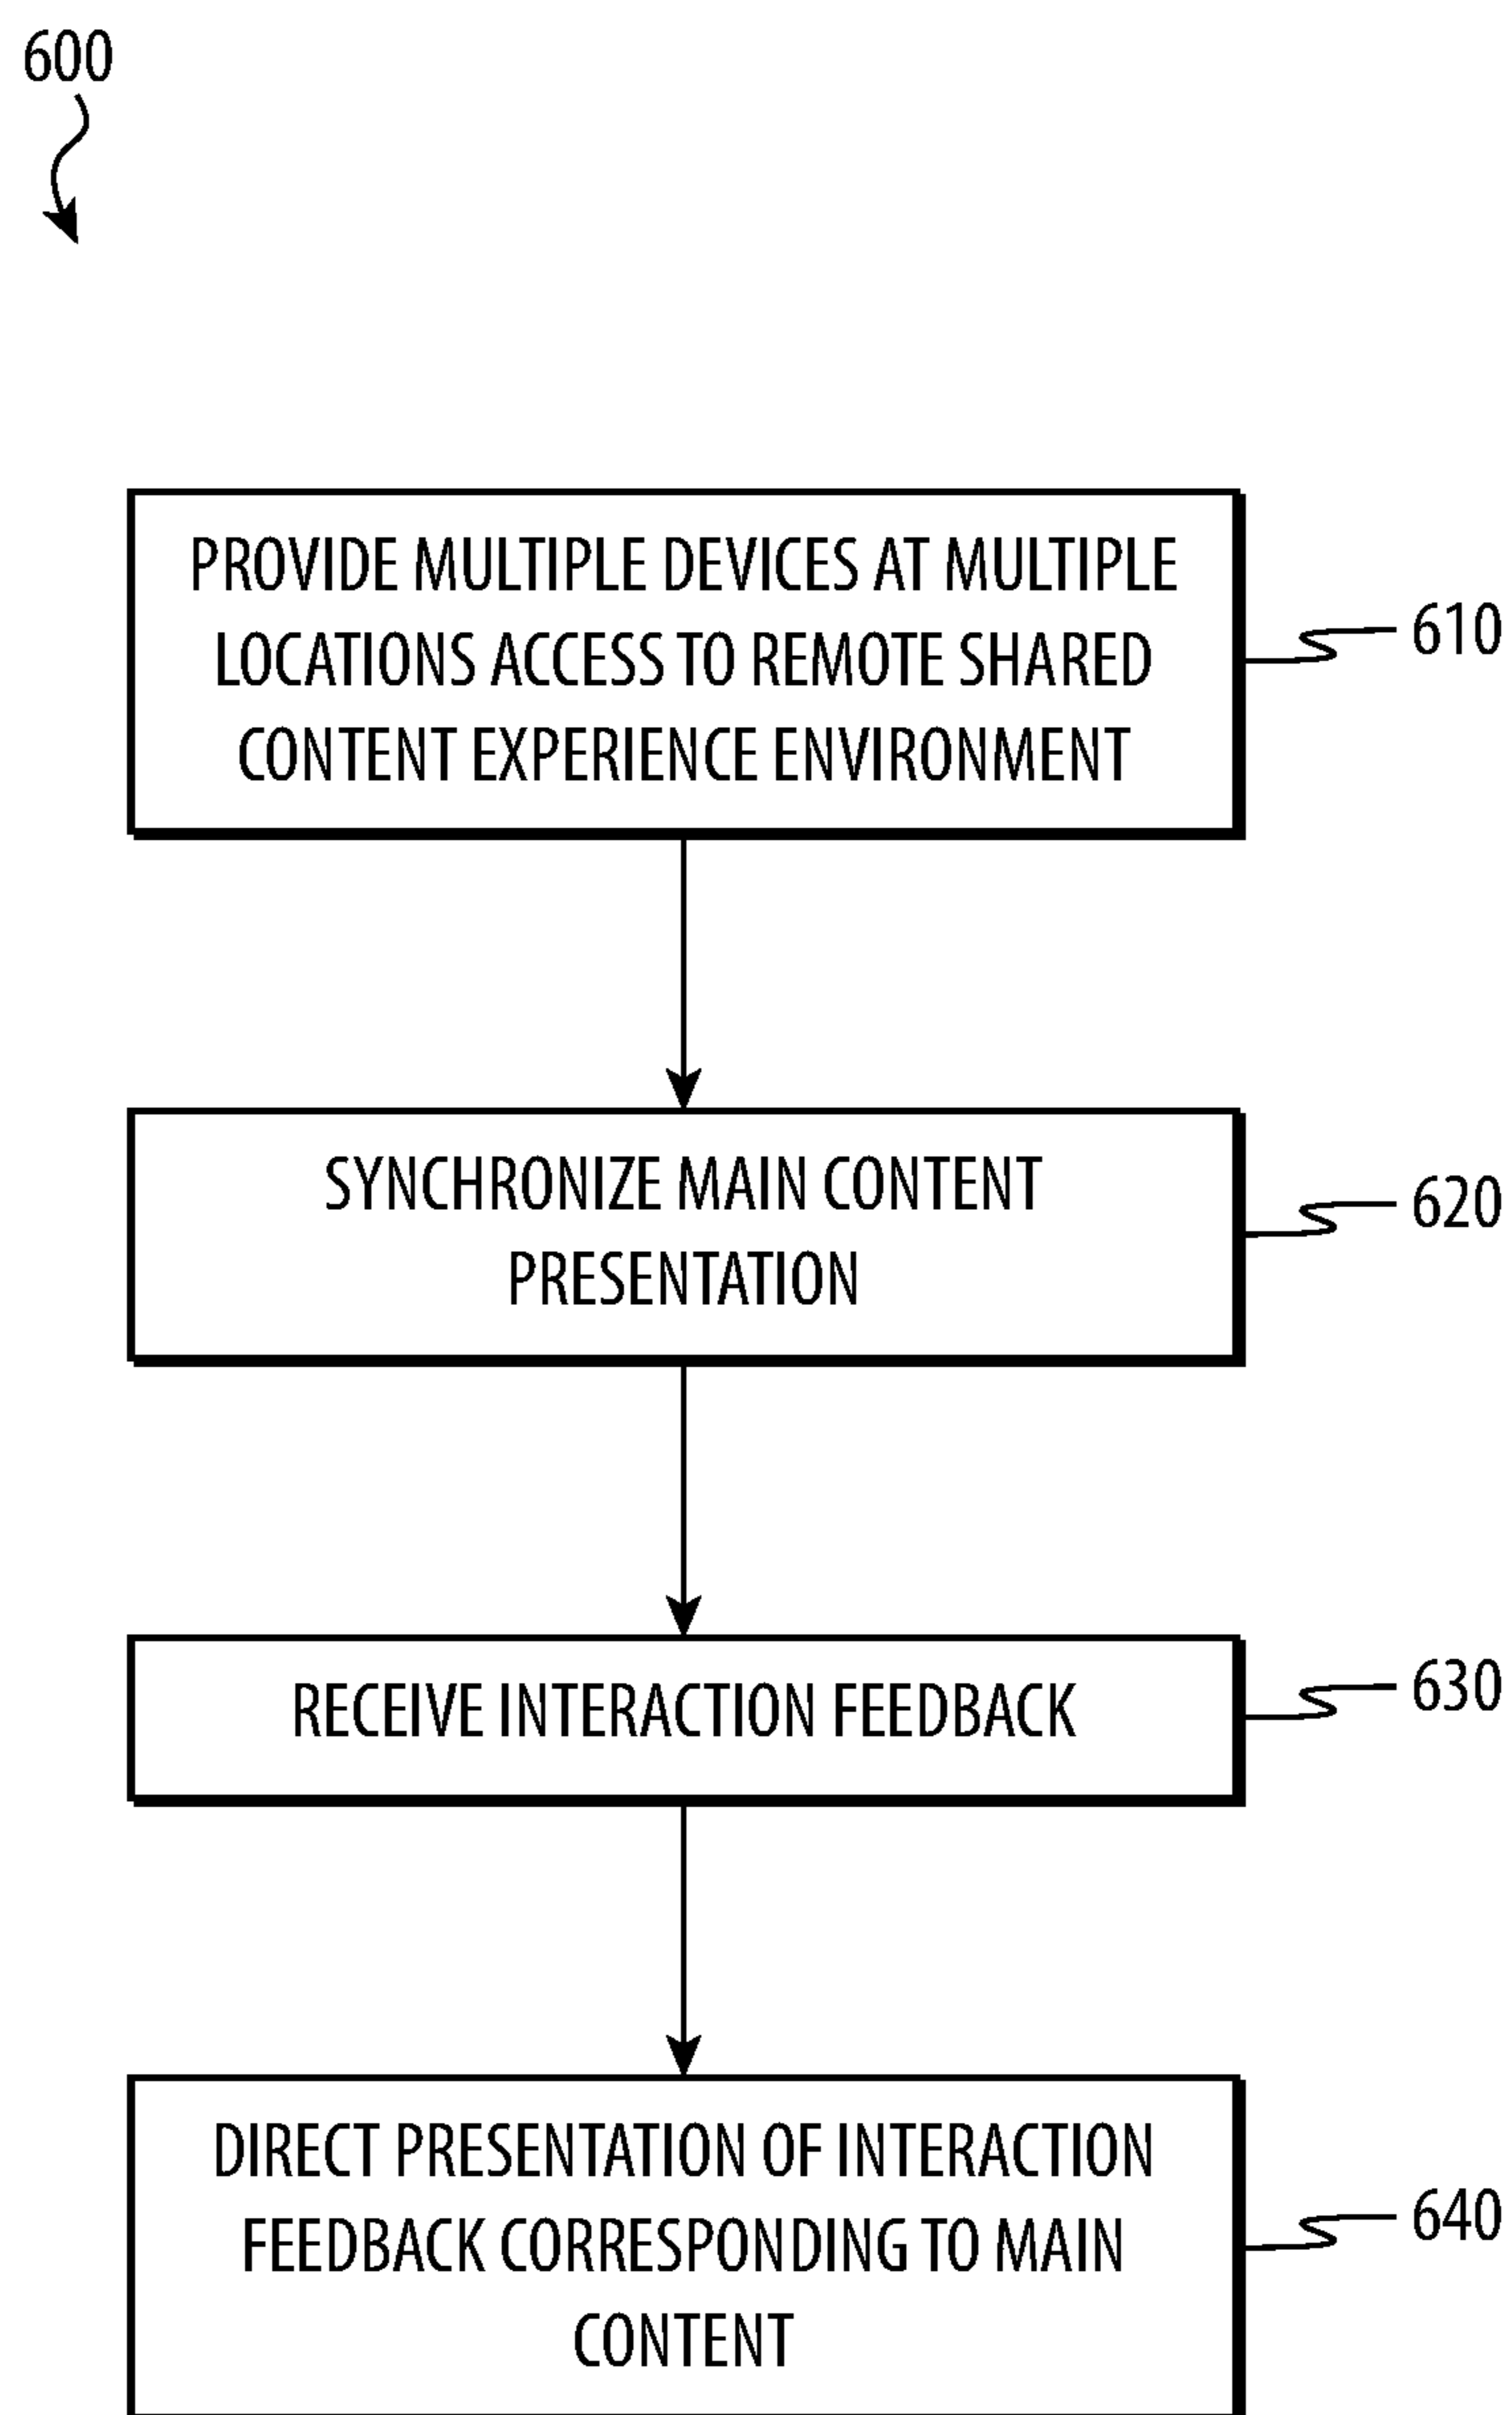 600
PROVIDE MULTIPLE DEVICES AT MULTIPLE
LOCATIONS ACCESS TO REMOTE SHARED
CONTENT EXPERIENCE ENVIRONMENT
610
SYNCHRONIZE MAIN CONTENT
PRESENTATION
620
RECEIVE INTERACTION FEEDBACK
630
DIRECT PRESENTATION OF INTERACTION
FEEDBACK CORRESPONDING TO MAIN
CONTENT
640